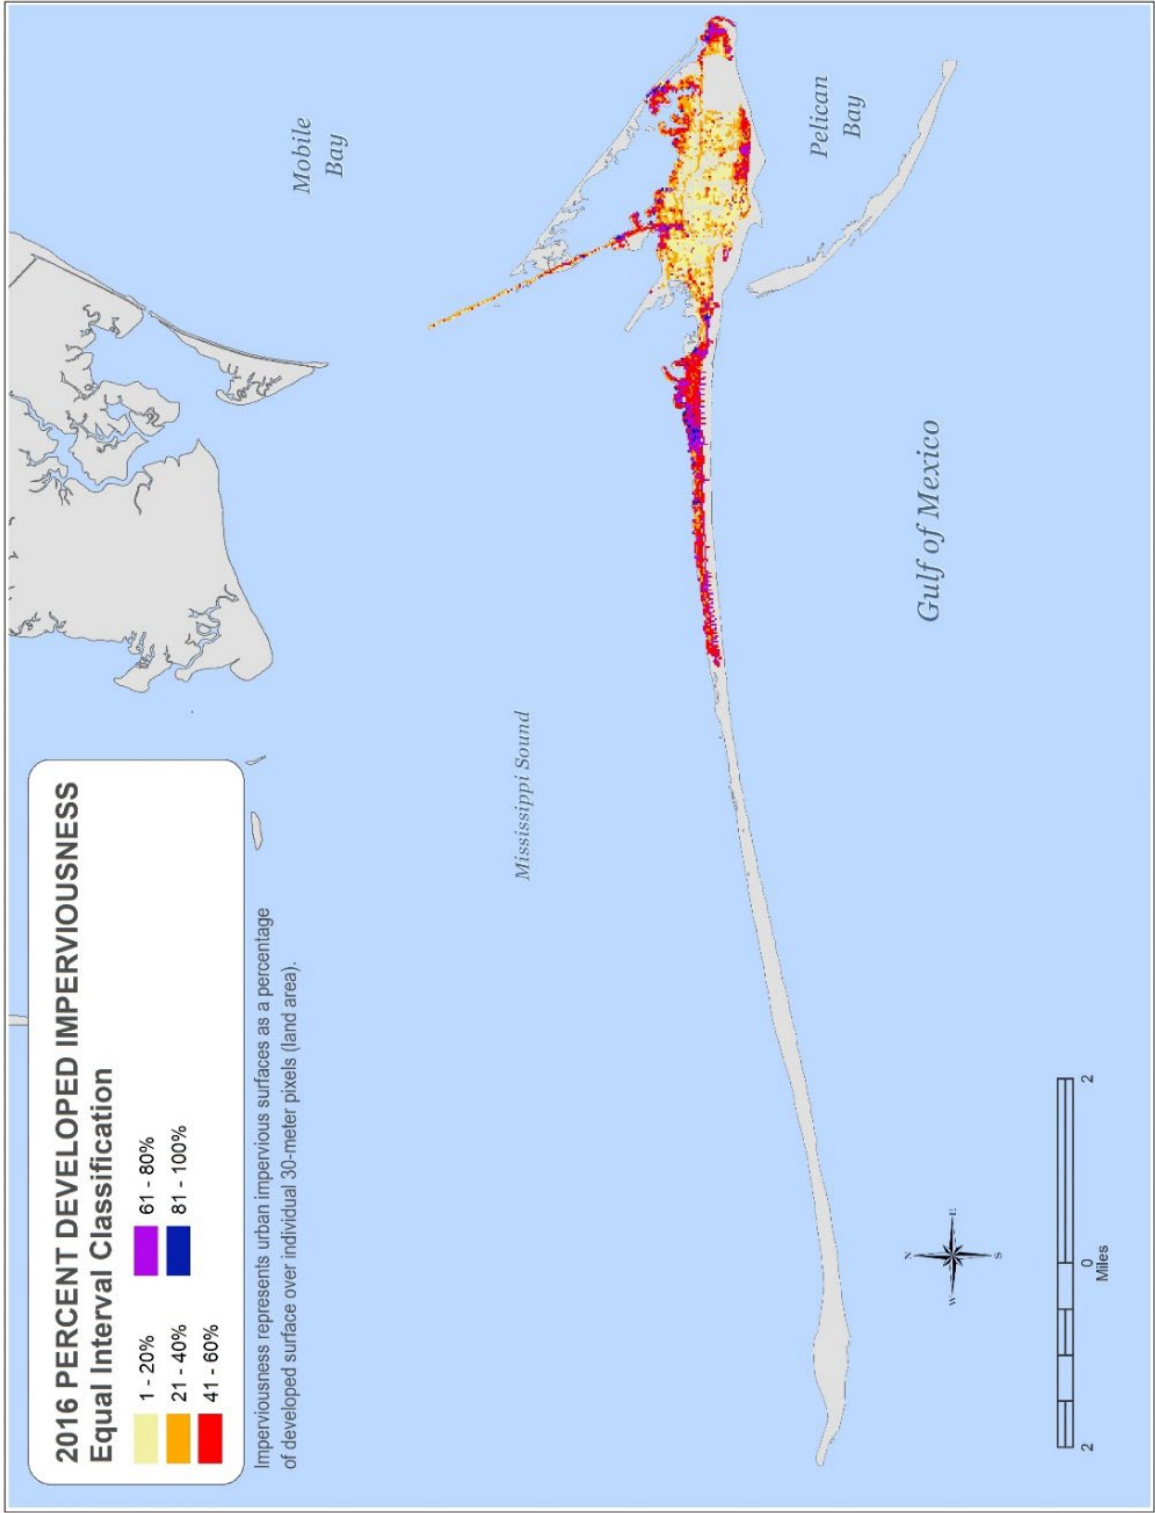 2016 PERCENT DEVELOPED IMPERVIOUSNESS
Equal Interval Classification
1 - 20%
21 - 40%
41 - 60%
61 - 80%
81 - 100%
Imperviousness represents urban impervious surfaces as a percentage
of developed surface over individual 30-meter pixels (land area).
Mobile
Bay
Mississippi Sound
Pelican
Bay
Gulf of Mexico
N
W
E
S
2
0
2
Miles